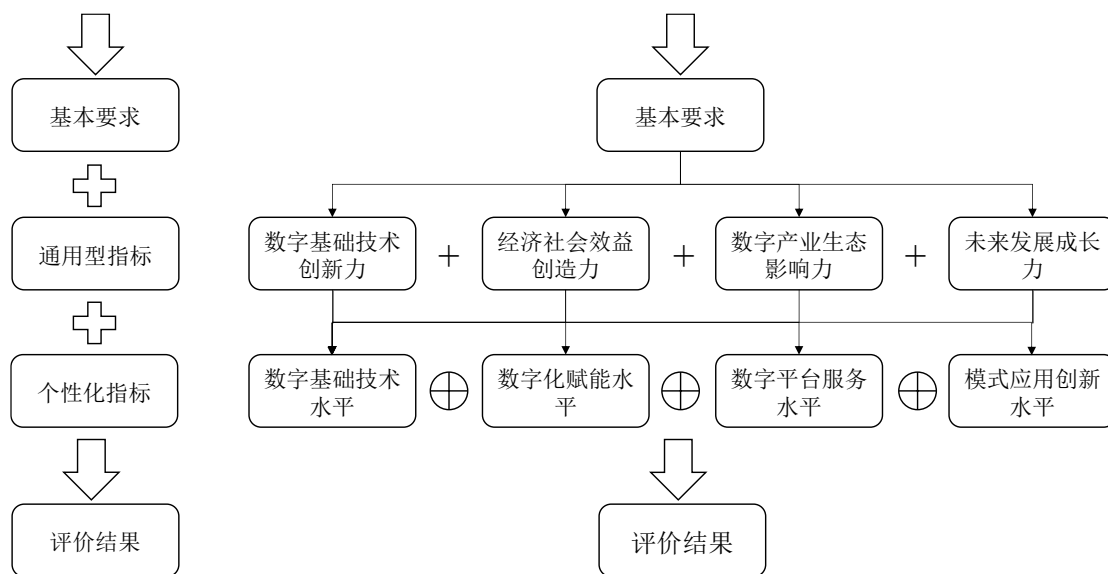 基本要求
基本要求
通用型指标
数字基础技术
创新力
+
经济社会效益
创造力
+
数字产业生态
影响力
+
未来发展成长
力
个性化指标
数字基础技术
水平
数字化赋能水
平
数字平台服务
水平
模式应用创新
水平
评价结果
评价结果